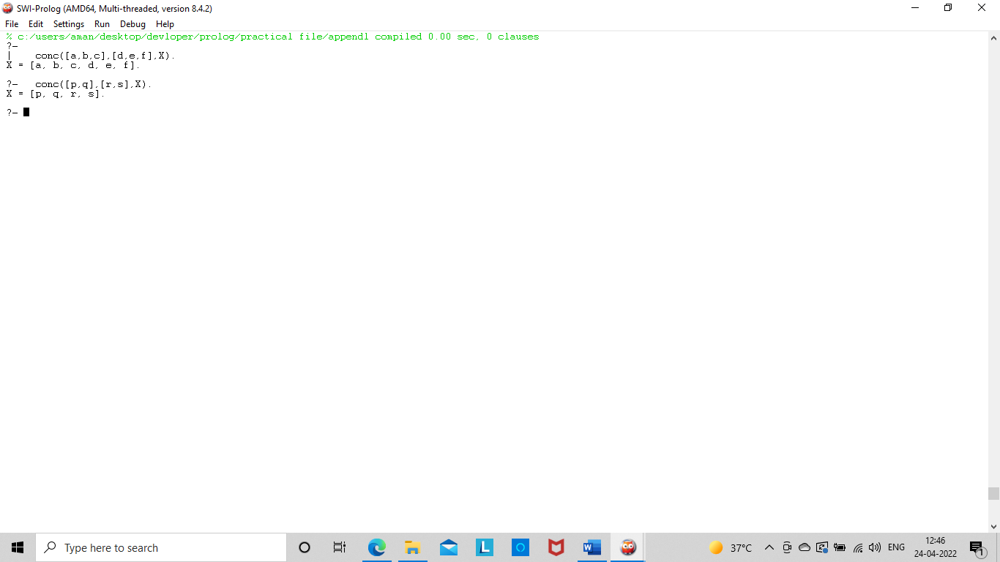 SWI-Prolog (AMD64, Multi-threaded, version 8.4.2)
File Edit Settings Run Debug Help
% c:/users/aman/desktop/devloper/prolog/practical file/appendl compiled 0.00 sec, 0 clauses
?-
| conc([a,b,c],[d,e,f],X).
X = [a, b, c, d, e, f].
?- conc([p,q],[r,s],X).
X = [p, q, r, s].
?-
Type here to search
L
W
37°C
ENG
12:46
24-04-2022
1